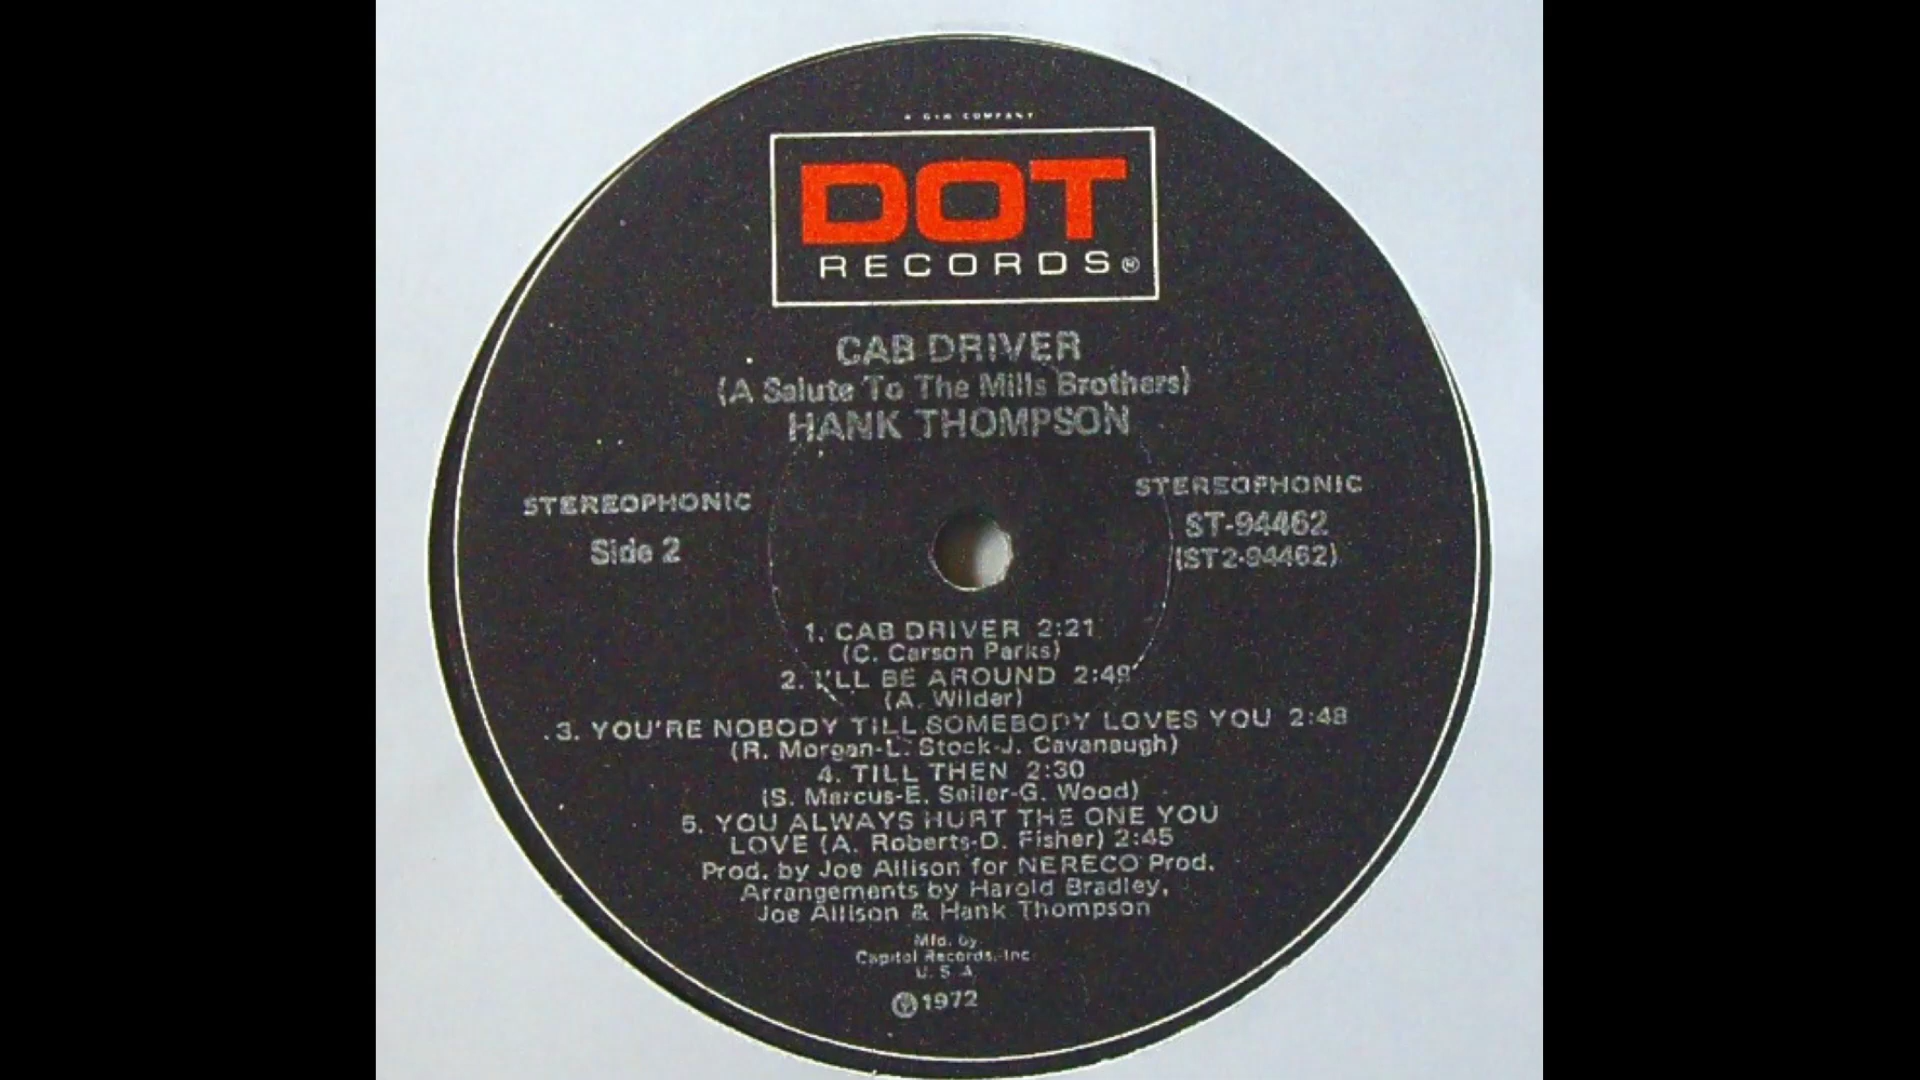 A G+W COMPANY
DOT
RECORDS®
CAB DRIVER
(A Salute To The Mills Brothers)
HANK THOMPSON
STEREOPHONIC
Side 2
STEREOPHONIC
ST-94462
(ST2-94462)
1. CAB DRIVER 2:21
(C. Carson Parks)
2. I'LL BE AROUND 2:49
(A. Wilder)
3. YOU'RE NOBODY TILL SOMEBODY LOVES YOU 2:48
(R. Morgan-L. Stock-J. Cavanaugh)
4. TILL THEN 2:30
(S. Marcus-E. Seiler-G. Wood)
5. YOU ALWAYS HURT THE ONE YOU
LOVE (A. Roberts-D. Fisher) 2:45
Prod. by Joe Allison for NERECO Prod.
Arrangements by Harold Bradley,
Joe Allison & Hank Thompson
Mfd. by
Capitol Records, Inc.
U. S. A.
℗ 1972